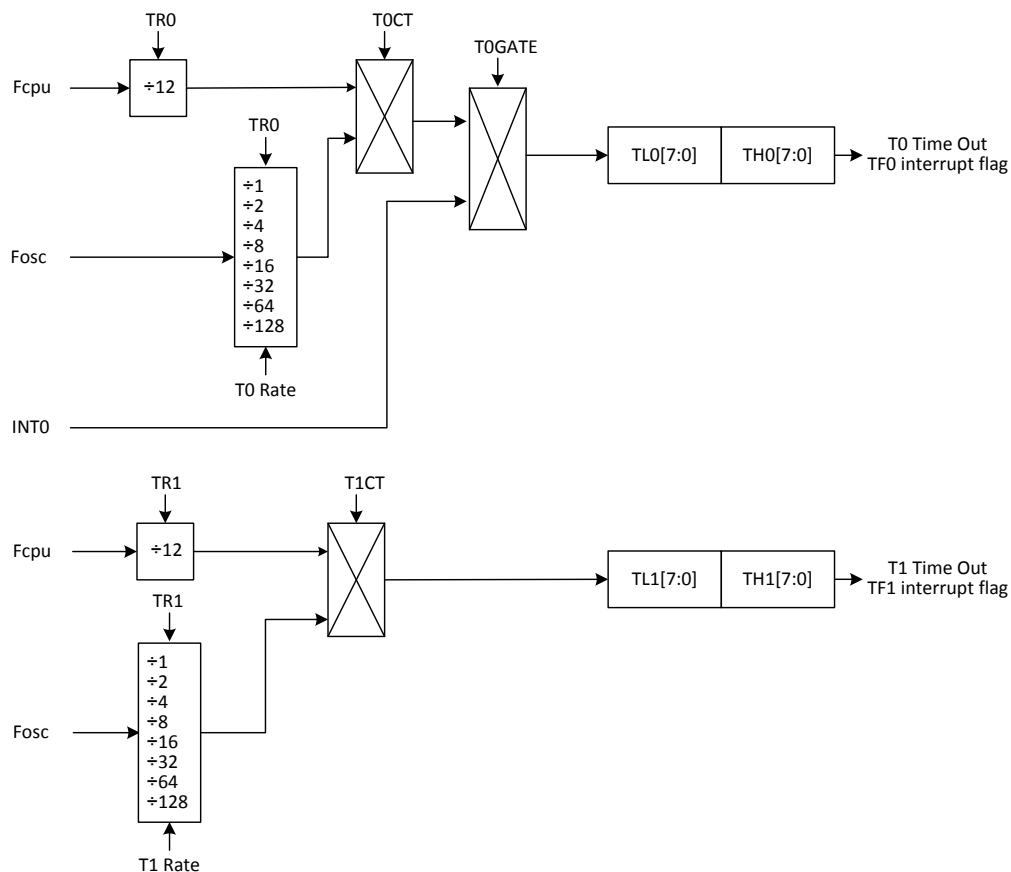 TR0
T0CT
T0GATE
Fcpu
÷12
TR0
TL0[7:0]
TH0[7:0]
T0 Time Out
TF0 interrupt flag
÷1
÷2
÷4
÷8
÷16
÷32
÷64
÷128
Fosc
T0 Rate
INT0
TR1
T1CT
Fcpu
÷12
TL1[7:0]
TH1[7:0]
T1 Time Out
TF1 interrupt flag
TR1
÷1
÷2
÷4
÷8
÷16
÷32
÷64
÷128
Fosc
T1 Rate